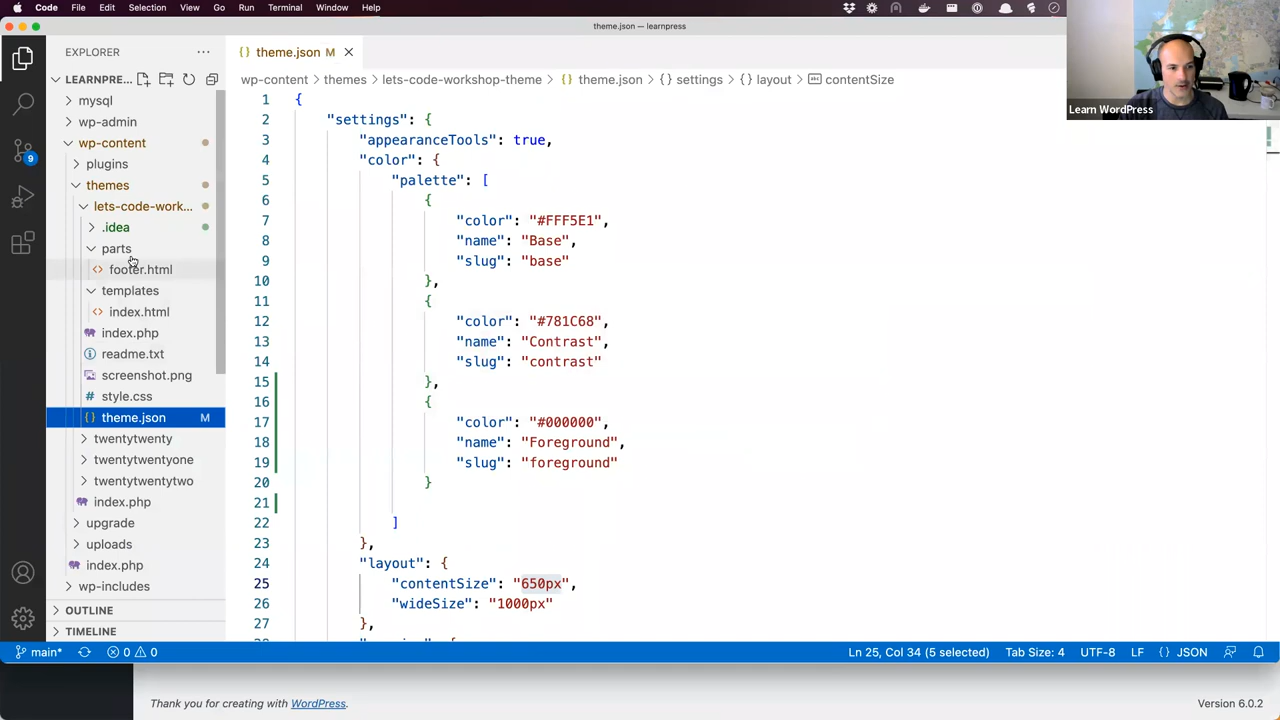 Code File Edit Selection View Go Run Terminal Window Help
theme.json — learnpress
EXPLORER
LEARNPRE...
mysql
wp-admin
wp-content
plugins
themes
lets-code-work...
.idea
parts
footer.html
templates
index.html
index.php
readme.txt
screenshot.png
style.css
theme.json M
twentytwenty
twentytwentyone
twentytwentytwo
index.php
upgrade
uploads
index.php
wp-includes
OUTLINE
TIMELINE
9
{} theme.json M
wp-content > themes > lets-code-workshop-theme > {} theme.json > {} settings > {} layout > contentSize
1 {
2 "settings": {
3 "appearanceTools": true,
4 "color": {
5 "palette": [
6 {
7 "color": "#FFF5E1",
8 "name": "Base",
9 "slug": "base"
10 },
11 {
12 "color": "#781C68",
13 "name": "Contrast",
14 "slug": "contrast"
15 },
16 {
17 "color": "#000000",
18 "name": "Foreground",
19 "slug": "foreground"
20 }
21
22 ]
23 },
24 "layout": {
25 "contentSize": "650px",
26 "wideSize": "1000px"
27 },
Learn WordPress
main* 0 0 Ln 25, Col 34 (5 selected) Tab Size: 4 UTF-8 LF {} JSON
Thank you for creating with WordPress.
Version 6.0.2